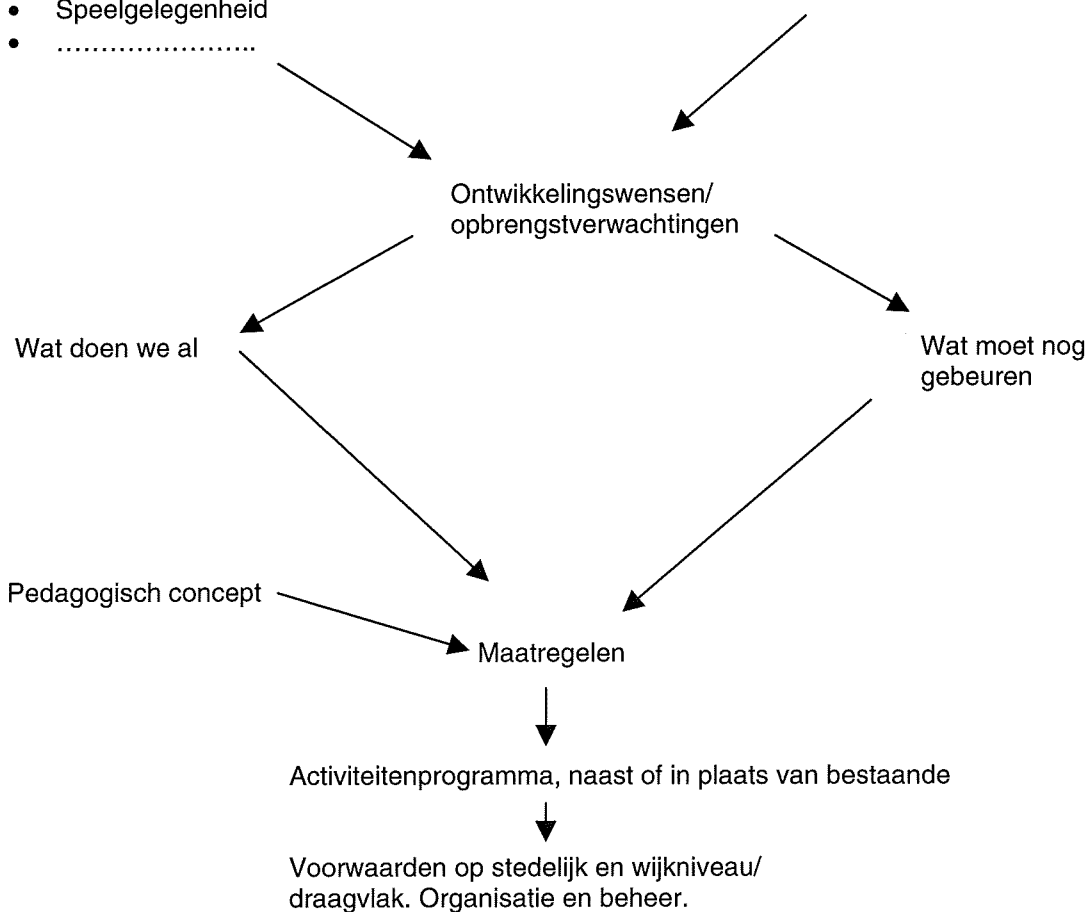 • Speelgelegenheid
• ......................
Ontwikkelingswensen/
opbrengstverwachtingen
Wat doen we al
Wat moet nog
gebeuren
Pedagogisch concept
Maatregelen
Activiteitenprogramma, naast of in plaats van bestaande
Voorwaarden op stedelijk en wijkniveau/
draagvlak. Organisatie en beheer.